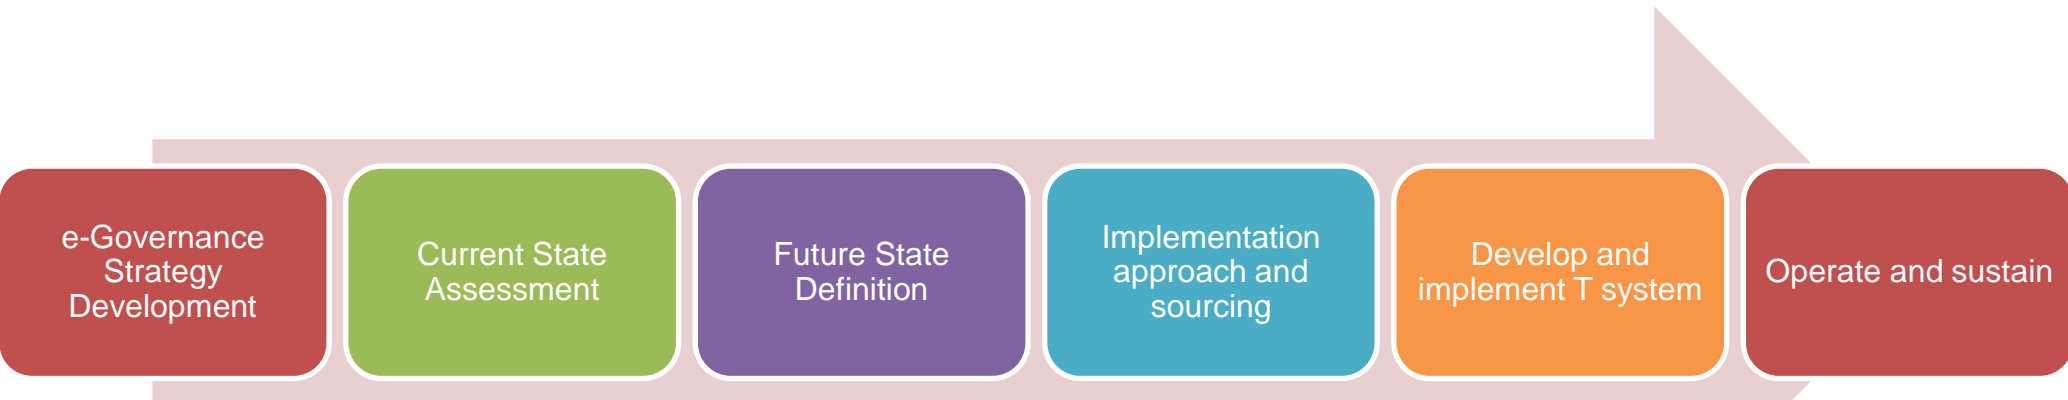 e-Governance
Strategy
Development
Current State
Assessment
Future State
Definition
Implementation
approach and
sourcing
Develop and
implement T system
Operate and sustain